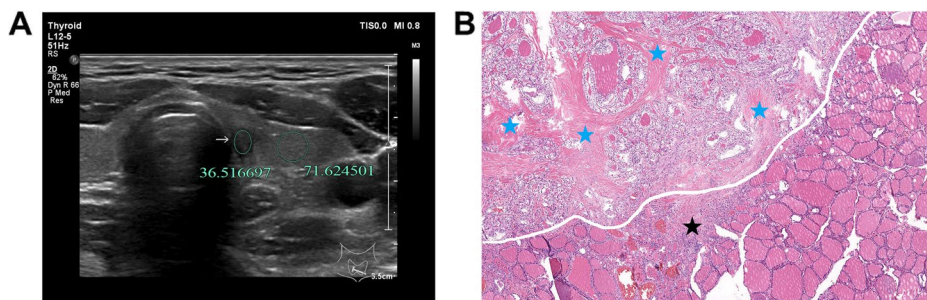 A
B
Thyroid
TIS0.0 MI 0.8
L12-5
51Hz
RS
M3
2D
62%
Dyn R 66
P Med
Res
36.516697
71.624501
3.5cm